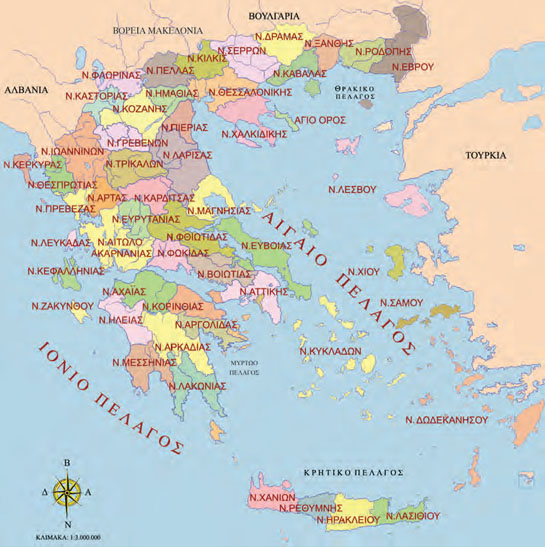 ΒΟΥΛΓΑΡΙΑ
ΒΟΡΕΙΑ ΜΑΚΕΔΟΝΙΑ
Ν.ΔΡΑΜΑΣ
Ν.ΞΑΝΘΗΣ
Ν.ΣΕΡΡΩΝ
Ν.ΡΟΔΟΠΗΣ
Ν.ΚΙΛΚΙΣ
Ν.ΕΒΡΟΥ
Ν.ΠΕΛΛΑΣ
Ν.ΦΛΩΡΙΝΑΣ
Ν.ΚΑΒΑΛΑΣ
ΑΛΒΑΝΙΑ
Ν.ΚΑΣΤΟΡΙΑΣ
Ν.ΗΜΑΘΙΑΣ
Ν.ΘΕΣΣΑΛΟΝΙΚΗΣ
ΘΡΑΚΙΚΟ
ΠΕΛΑΓΟΣ
Ν.ΚΟΖΑΝΗΣ
ΑΓΙΟ ΟΡΟΣ
Ν.ΠΙΕΡΙΑΣ
Ν.ΧΑΛΚΙΔΙΚΗΣ
Ν.ΓΡΕΒΕΝΩΝ
Ν.ΙΩΑΝΝΙΝΩΝ
Ν.ΛΑΡΙΣΑΣ
ΤΟΥΡΚΙΑ
Ν.ΚΕΡΚΥΡΑΣ
Ν.ΤΡΙΚΑΛΩΝ
Ν.ΘΕΣΠΡΩΤΙΑΣ
Ν.ΛΕΣΒΟΥ
Ν.ΑΡΤΑΣ
Ν.ΚΑΡΔΙΤΣΑΣ
Ν.ΠΡΕΒΕΖΑΣ
Ν.ΜΑΓΝΗΣΙΑΣ
Ν.ΕΥΡΥΤΑΝΙΑΣ
ΑΙΓΑΙΟ ΠΕΛΑΓΟΣ
Ν.ΦΘΙΩΤΙΔΑΣ
Ν.ΛΕΥΚΑΔΑΣ
Ν.ΑΙΤΩΛΟ
ΑΚΑΡΝΑΝΙΑΣ
Ν.ΕΥΒΟΙΑΣ
Ν.ΦΩΚΙΔΑΣ
Ν.ΚΕΦΑΛΛΗΝΙΑΣ
Ν.ΒΟΙΩΤΙΑΣ
Ν.ΧΙΟΥ
Ν.ΑΧΑΪΑΣ
Ν.ΑΤΤΙΚΗΣ
Ν.ΖΑΚΥΝΘΟΥ
Ν.ΚΟΡΙΝΘΙΑΣ
Ν.ΣΑΜΟΥ
Ν.ΗΛΕΙΑΣ
Ν.ΑΡΓΟΛΙΔΑΣ
Ν.ΑΡΚΑΔΙΑΣ
Ν.ΚΥΚΛΑΔΩΝ
ΙΟΝΙΟ ΠΕΛΑΓΟΣ
Ν.ΜΕΣΣΗΝΙΑΣ
ΜΥΡΤΩΟ
ΠΕΛΑΓΟΣ
Ν.ΛΑΚΩΝΙΑΣ
Ν.ΔΩΔΕΚΑΝΗΣΟΥ
ΚΡΗΤΙΚΟ ΠΕΛΑΓΟΣ
Β
Δ Α
Ν
Ν.ΧΑΝΙΩΝ
Ν.ΡΕΘΥΜΝΗΣ
Ν.ΛΑΣΙΘΙΟΥ
Ν.ΗΡΑΚΛΕΙΟΥ
ΚΛΙΜΑΚΑ: 1:3.000.000